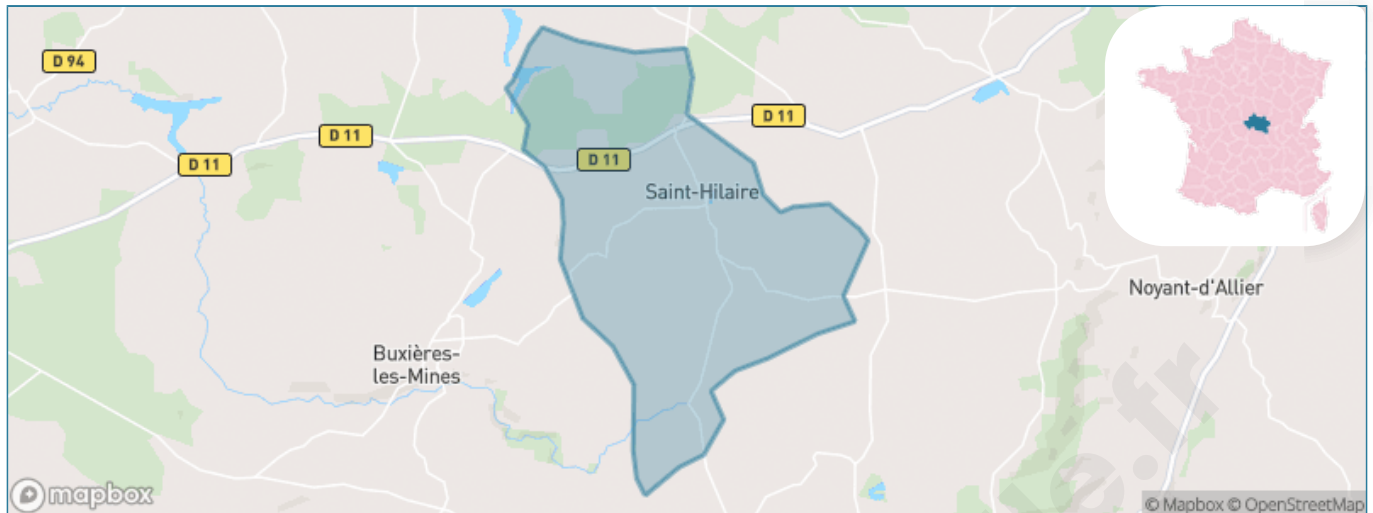 D 94
D 11
D 11
D 11
D 11
Saint-Hilaire
Noyant-d'Allier
Buxières-
les-Mines
mapbox
© Mapbox © OpenStreetMap